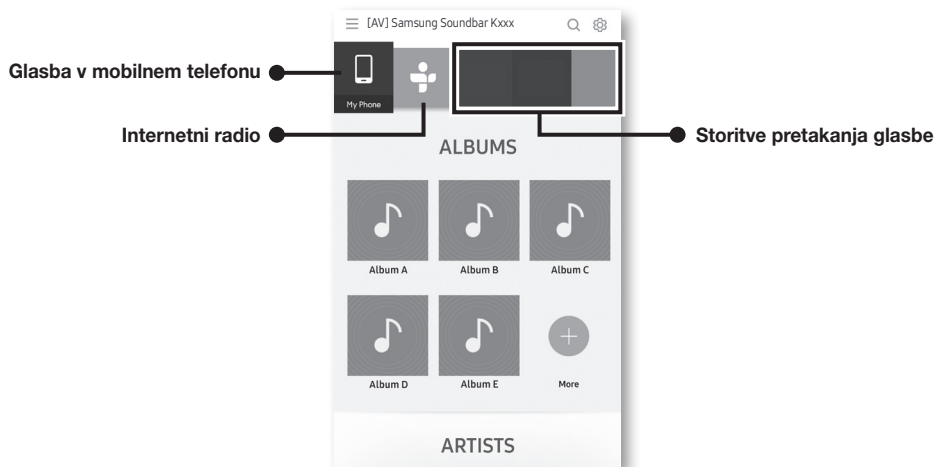 [AV] Samsung Soundbar Kxxx
Glasba v mobilnem telefonu
My Phone
Internetni radio
Storitve pretakanja glasbe
ALBUMS
Album A Album B Album C
Album D Album E More
ARTISTS